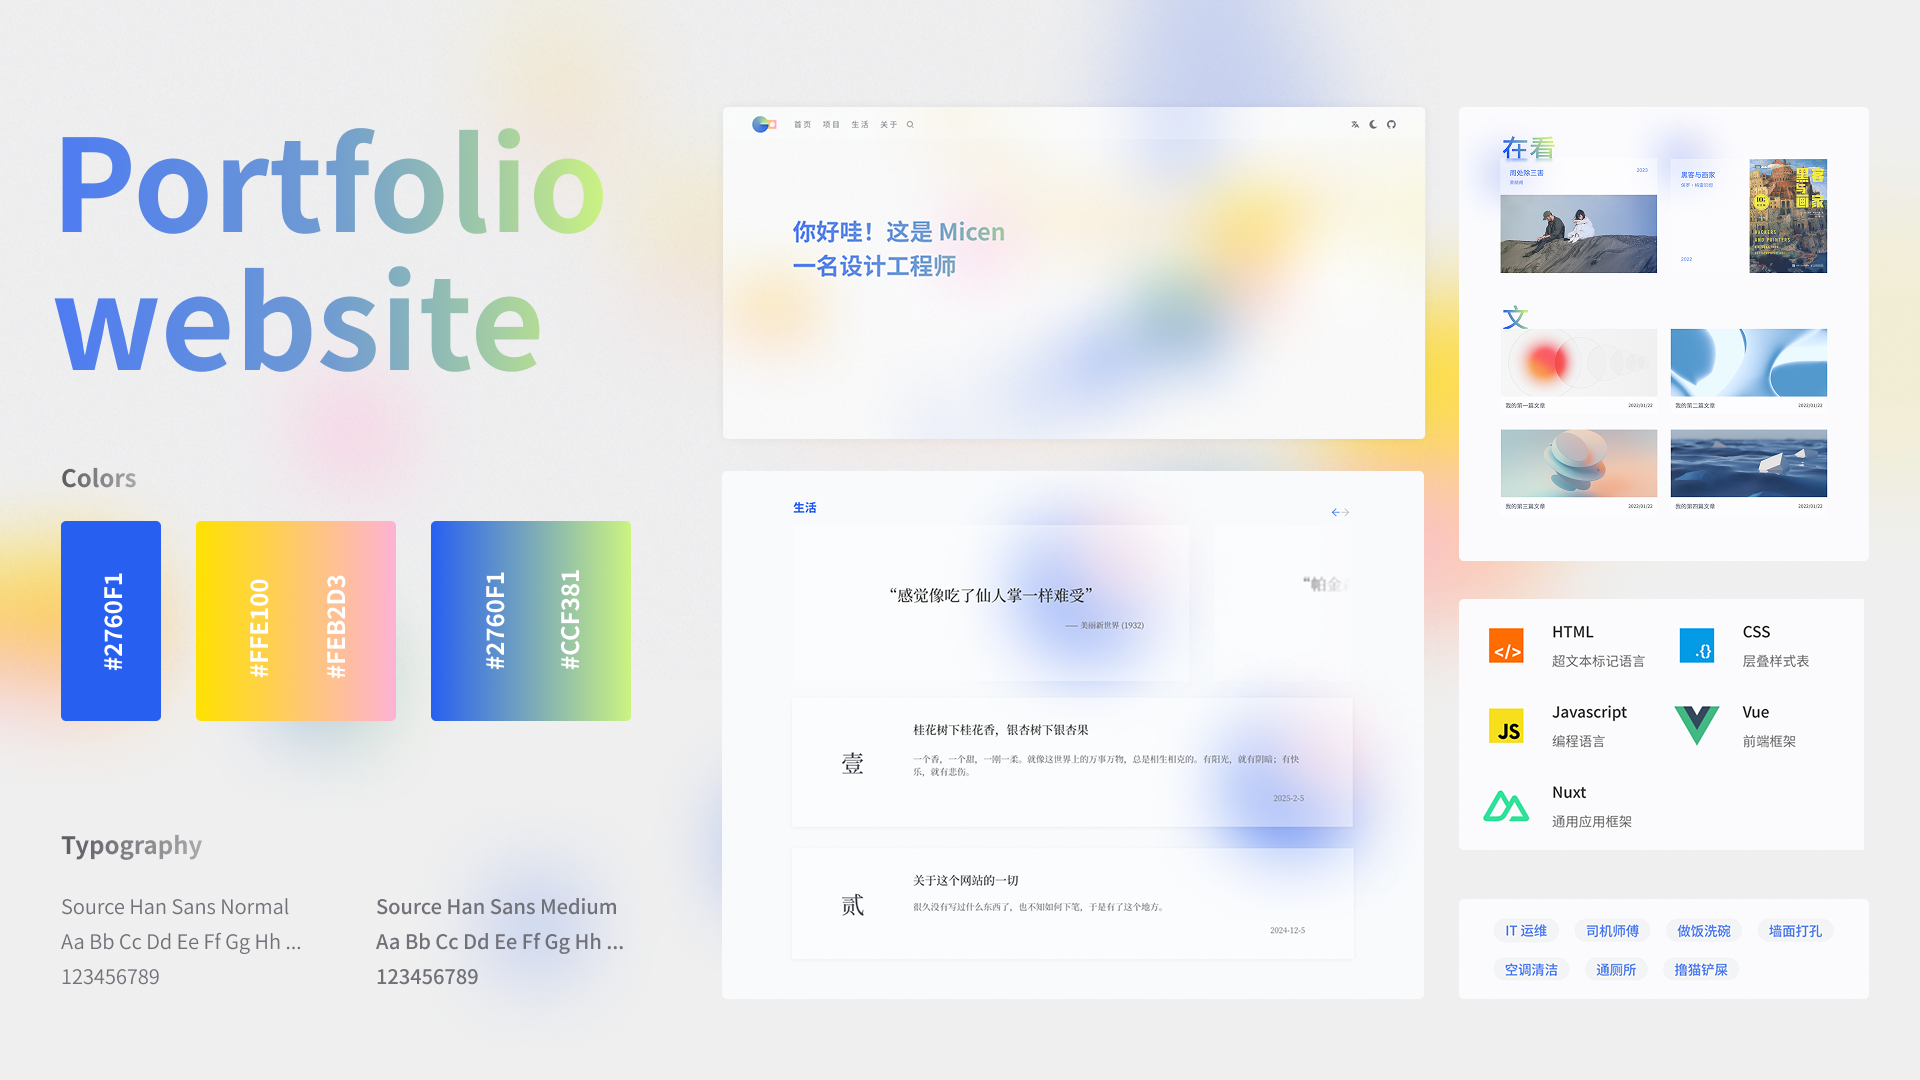 Portfolio
website
Colors
#2760F1
#FFE100
#FEB2D3
#2760F1
#CCF381
Typography
Source Han Sans Normal
Aa Bb Cc Dd Ee Ff Gg Hh ...
123456789
Source Han Sans Medium
Aa Bb Cc Dd Ee Ff Gg Hh ...
123456789
首页 项目 生活 关于
你好哇！这是 Micen
一名设计工程师
生活
“感觉像吃了仙人掌一样难受”
—— 美丽新世界 (1932)
“帕金
壹
桂花树下桂花香，银杏树下银杏果
一个香，一个甜，一刚一柔。就像这世界上的万事万物，总是相生相克的。有阳光，就有阴暗；有快
乐，就有悲伤。
2025-2-5
贰
关于这个网站的一切
很久没有写过什么东西了，也不知如何下笔，于是有了这个地方。
2024-12-5
在看
周处除三害
2023
黑客与画家
保罗·格雷厄姆
2022
黑客
与
画家
HACKERS
AND PAINTERS
文
我的第一篇文章
2022/01/22
我的第二篇文章
2022/01/22
我的第三篇文章
2022/01/22
我的第四篇文章
2022/01/22
</>
HTML
超文本标记语言
.{}
CSS
层叠样式表
JS
Javascript
编程语言
Vue
前端框架
Nuxt
通用应用框架
IT 运维
司机师傅
做饭洗碗
墙面打孔
空调清洁
通厕所
撸猫铲屎